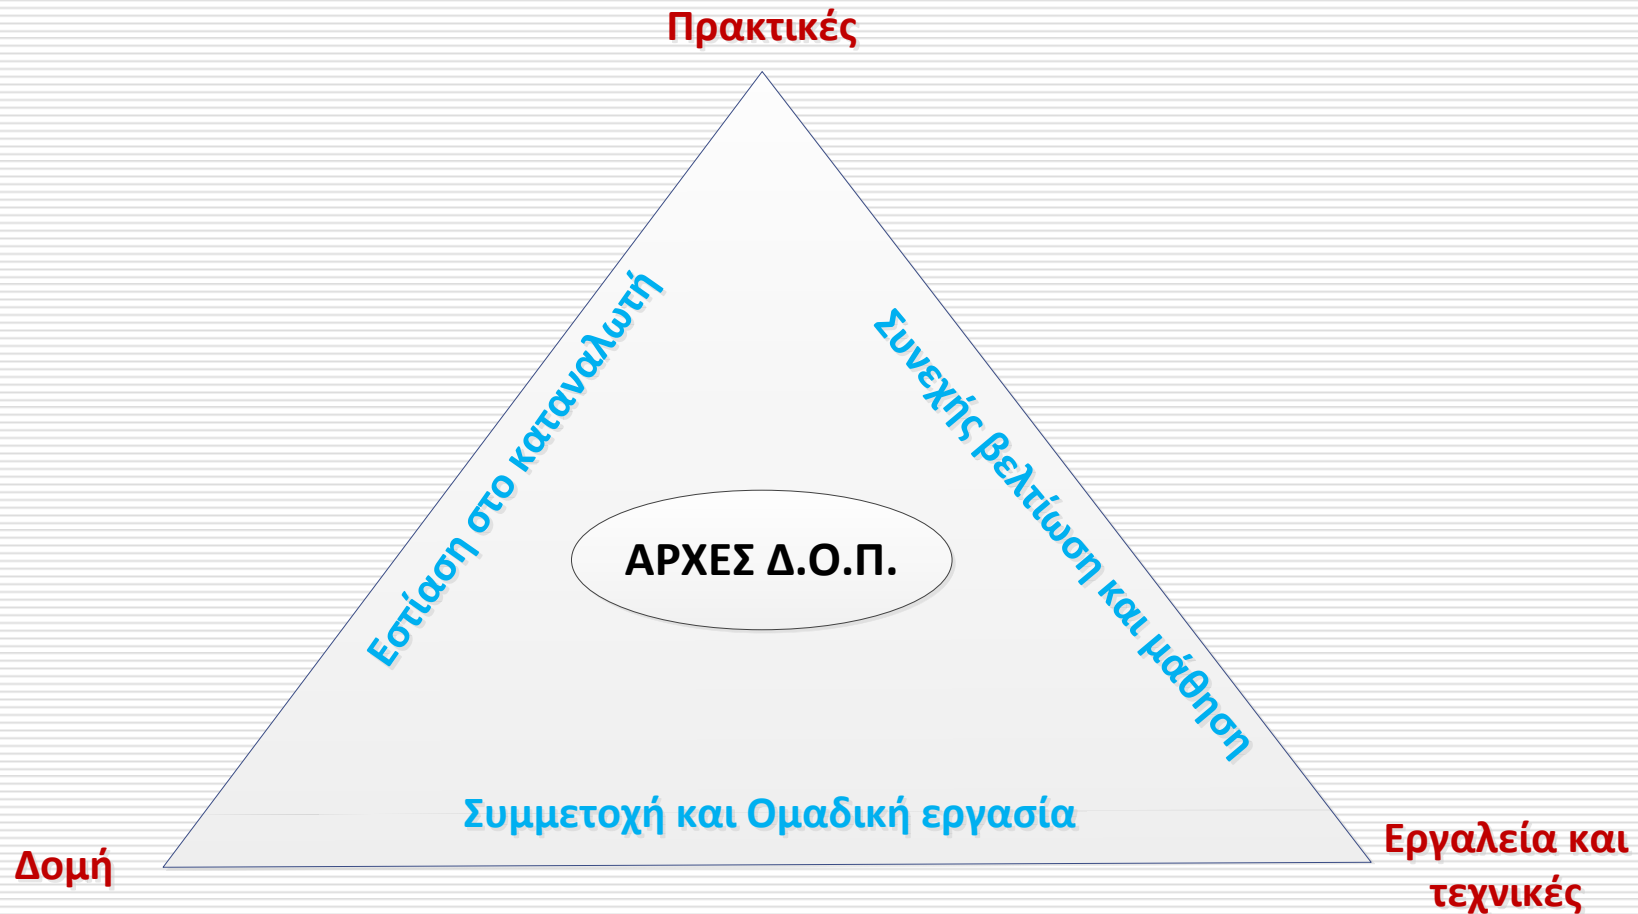 Πρακτικές
Εστίαση στο καταναλωτή
Συνεχής βελτίωση και μάθηση
ΑΡΧΕΣ Δ.Ο.Π.
Συμμετοχή και Ομαδική εργασία
Δομή
Εργαλεία και
τεχνικές